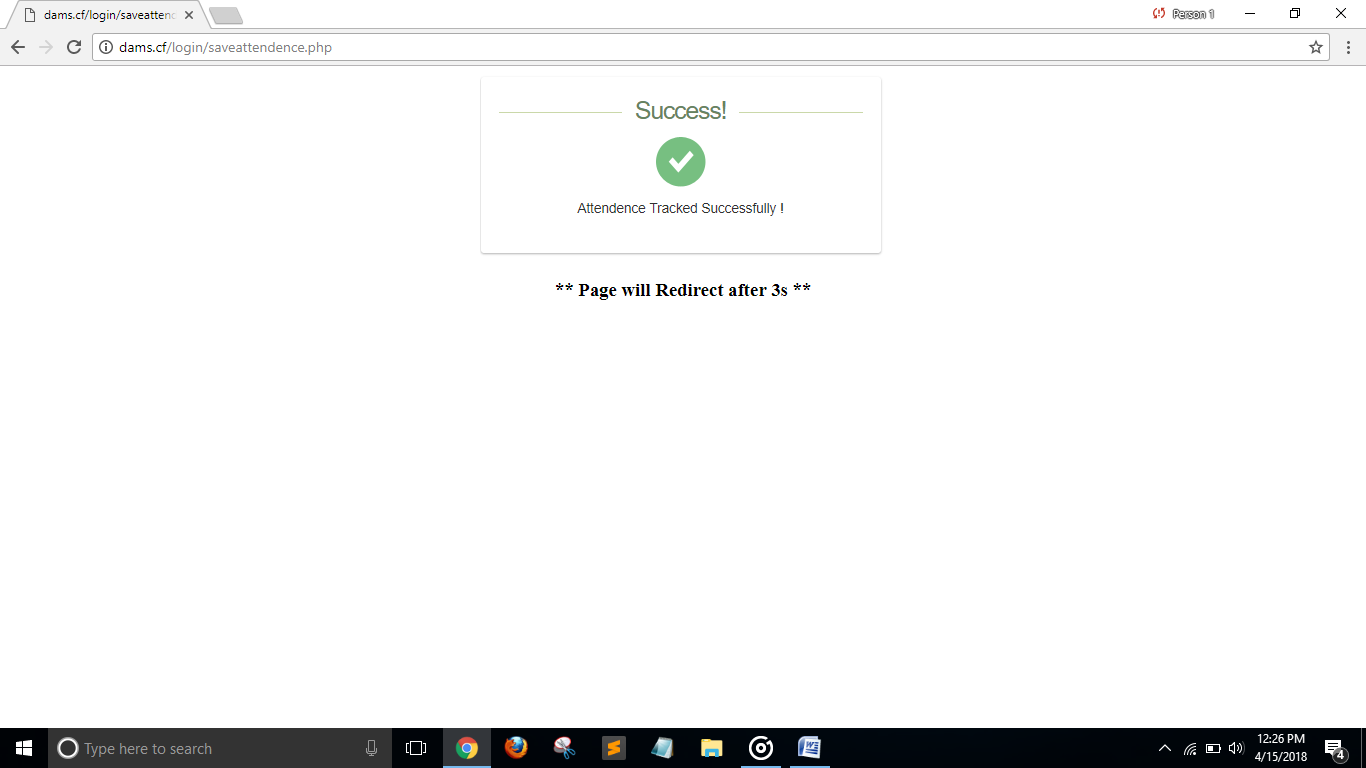 dams.cf/login/saveattend
Person 1
dams.cf/login/saveattendence.php
Success!
Attendence Tracked Successfully !
** Page will Redirect after 3s **
Type here to search
12:26 PM
4/15/2018
4